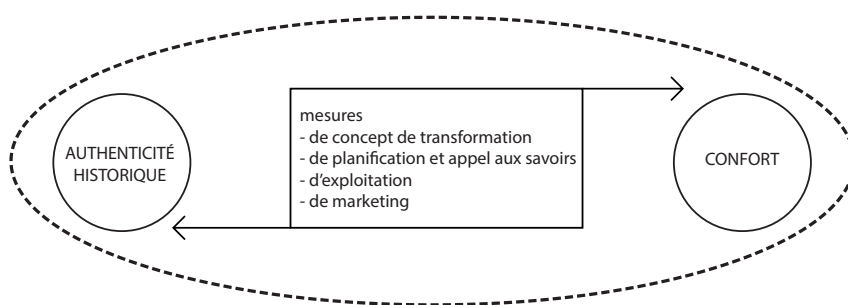 AUTHENTICITÉ
HISTORIQUE
mesures
- de concept de transformation
- de planification et appel aux savoirs
- d'exploitation
- de marketing
CONFORT